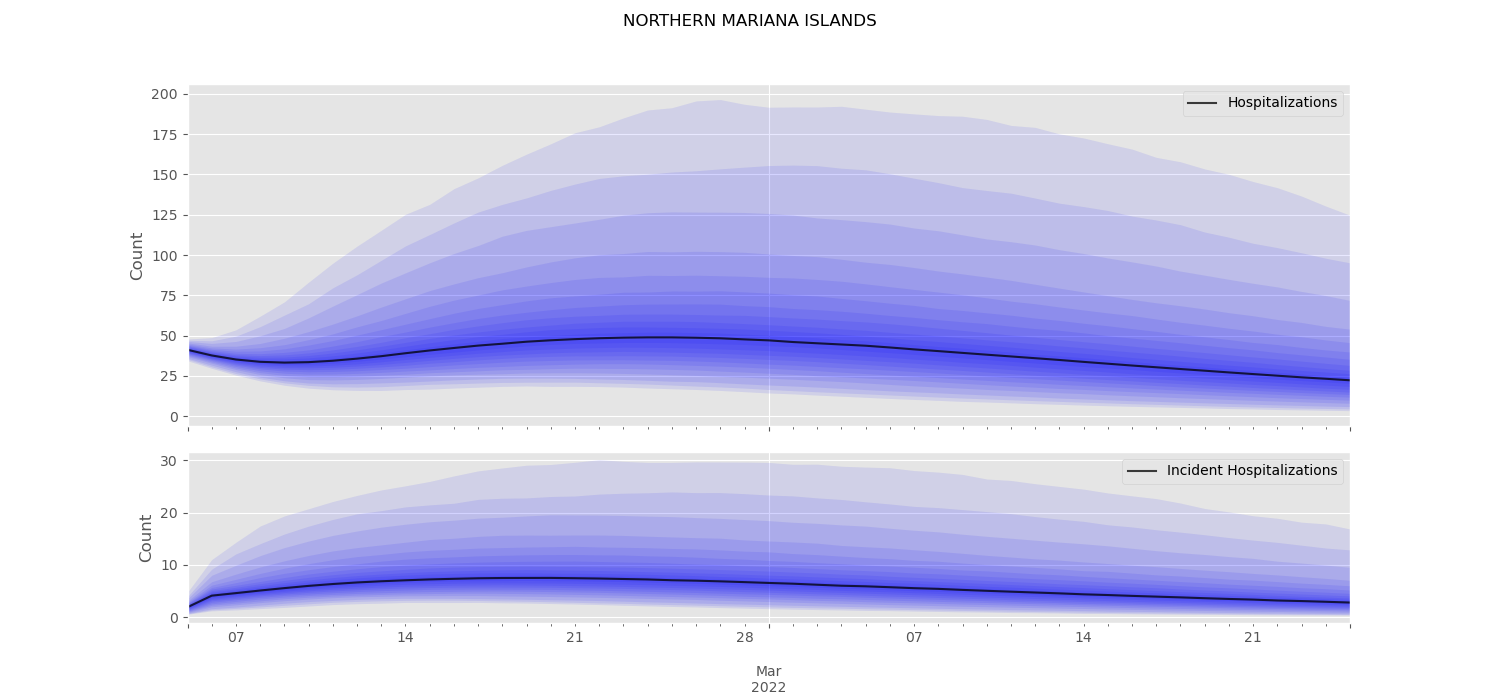 NORTHERN MARIANA ISLANDS
Hospitalizations
200
175
150
125
100
75
50
25
0
Count
Incident Hospitalizations
30
20
10
0
Count
07 14 21 28 07 14 21
Mar
2022